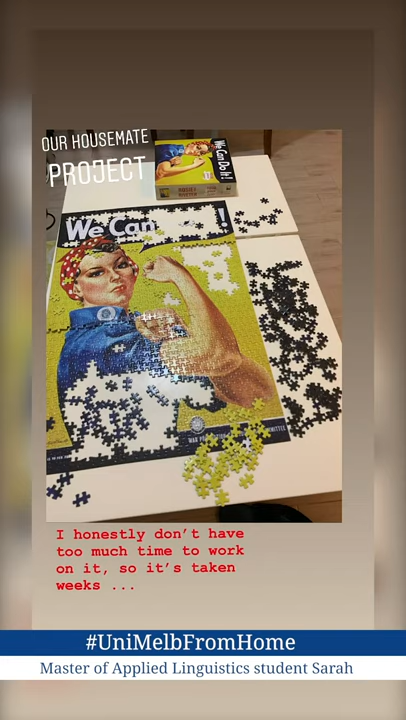 OUR HOUSEMATE
PROJECT
We Can Do It!
We Can
!
I honestly don't have
too much time to work
on it, so it's taken
weeks ...
#UniMelbFromHome
Master of Applied Linguistics student Sarah